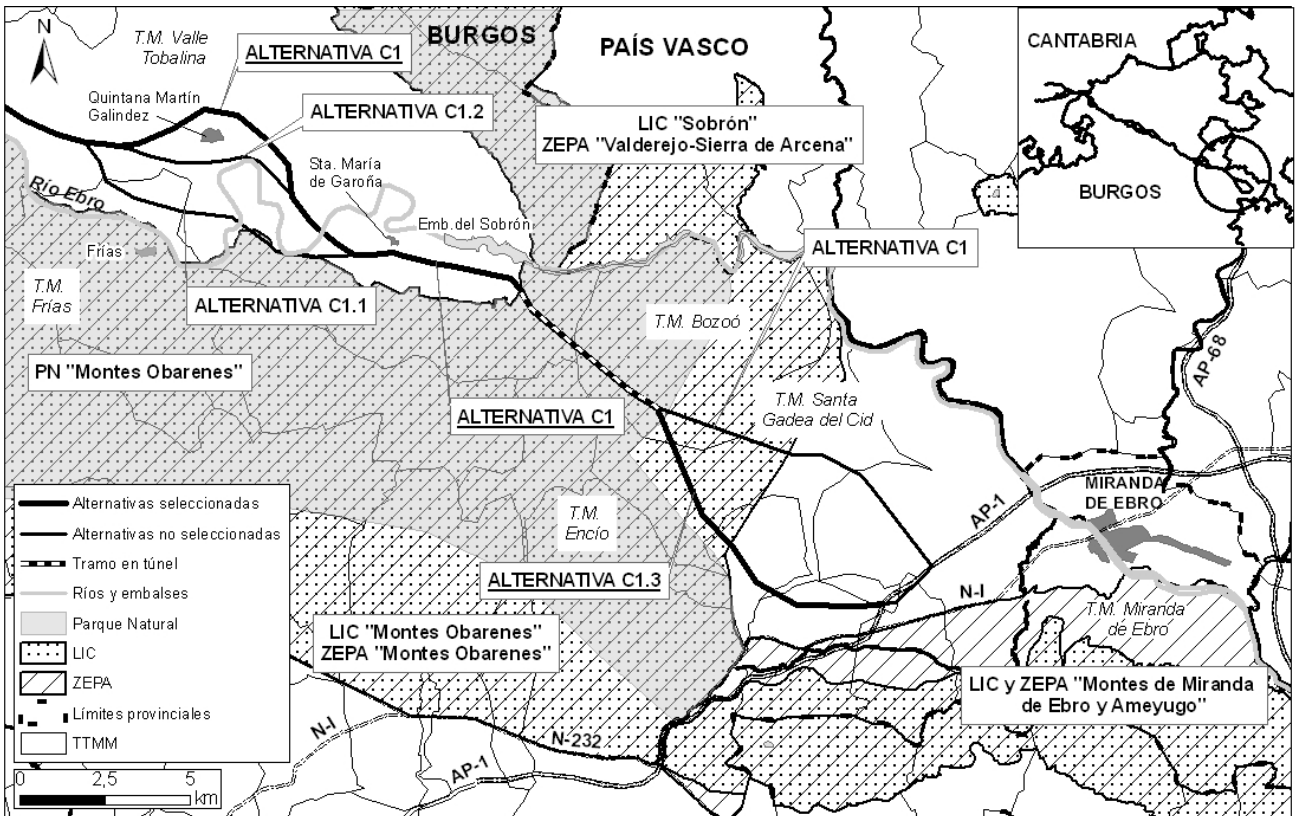 N
T.M. Valle
Tobalina
ALTERNATIVA C1
BURGOS
PAÍS VASCO
CANTABRIA
BURGOS
Quintana Martín
Galindez
ALTERNATIVA C1.2
LIC "Sobrón"
ZEPA "Valderejo-Sierra de Arcena"
Sta. María
de Garoña
Río Ebro
Emb. del Sobrón
Frías
ALTERNATIVA C1
T.M.
Frías
ALTERNATIVA C1.1
T.M. Bozoó
PN "Montes Obarenes"
AP-68
ALTERNATIVA C1
T.M. Santa
Gadea del Cid
MIRANDA
DE EBRO
AP-1
T.M.
Encío
ALTERNATIVA C1.3
N-I
T.M. Miranda
de Ebro
LIC "Montes Obarenes"
ZEPA "Montes Obarenes"
LIC y ZEPA "Montes de Miranda
de Ebro y Ameyugo"
N-I
N-232
AP-1
Alternativas seleccionadas
Alternativas no seleccionadas
Tramo en túnel
Ríos y embalses
Parque Natural
LIC
ZEPA
Límites provinciales
TTMM
0 2,5 5
km